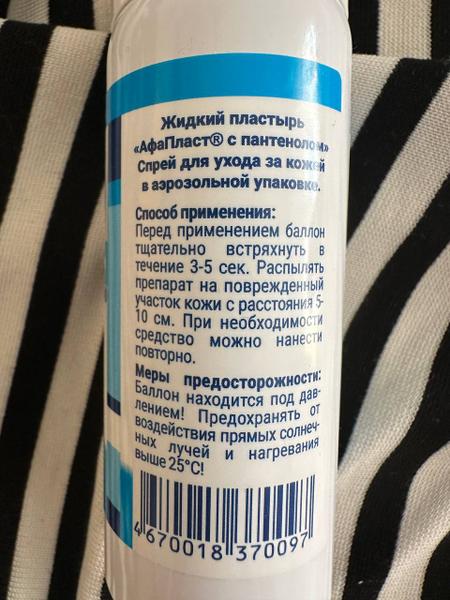 Жидкий пластырь
«АфаПласт® с пантенолом»
Спрей для ухода за кожей
в аэрозольной упаковке.
Способ применения:
Перед применением баллон
тщательно встряхнуть в
течение 3-5 сек. Распылять
препарат на поврежденный
участок кожи с расстояния 5-
10 см. При необходимости
средство можно нанести
повторно.
Меры предосторожности:
Баллон находится под дав-
лением! Предохранять от
воздействия прямых солнеч-
ных лучей и нагревания
выше 25°С!
4 670018 370097